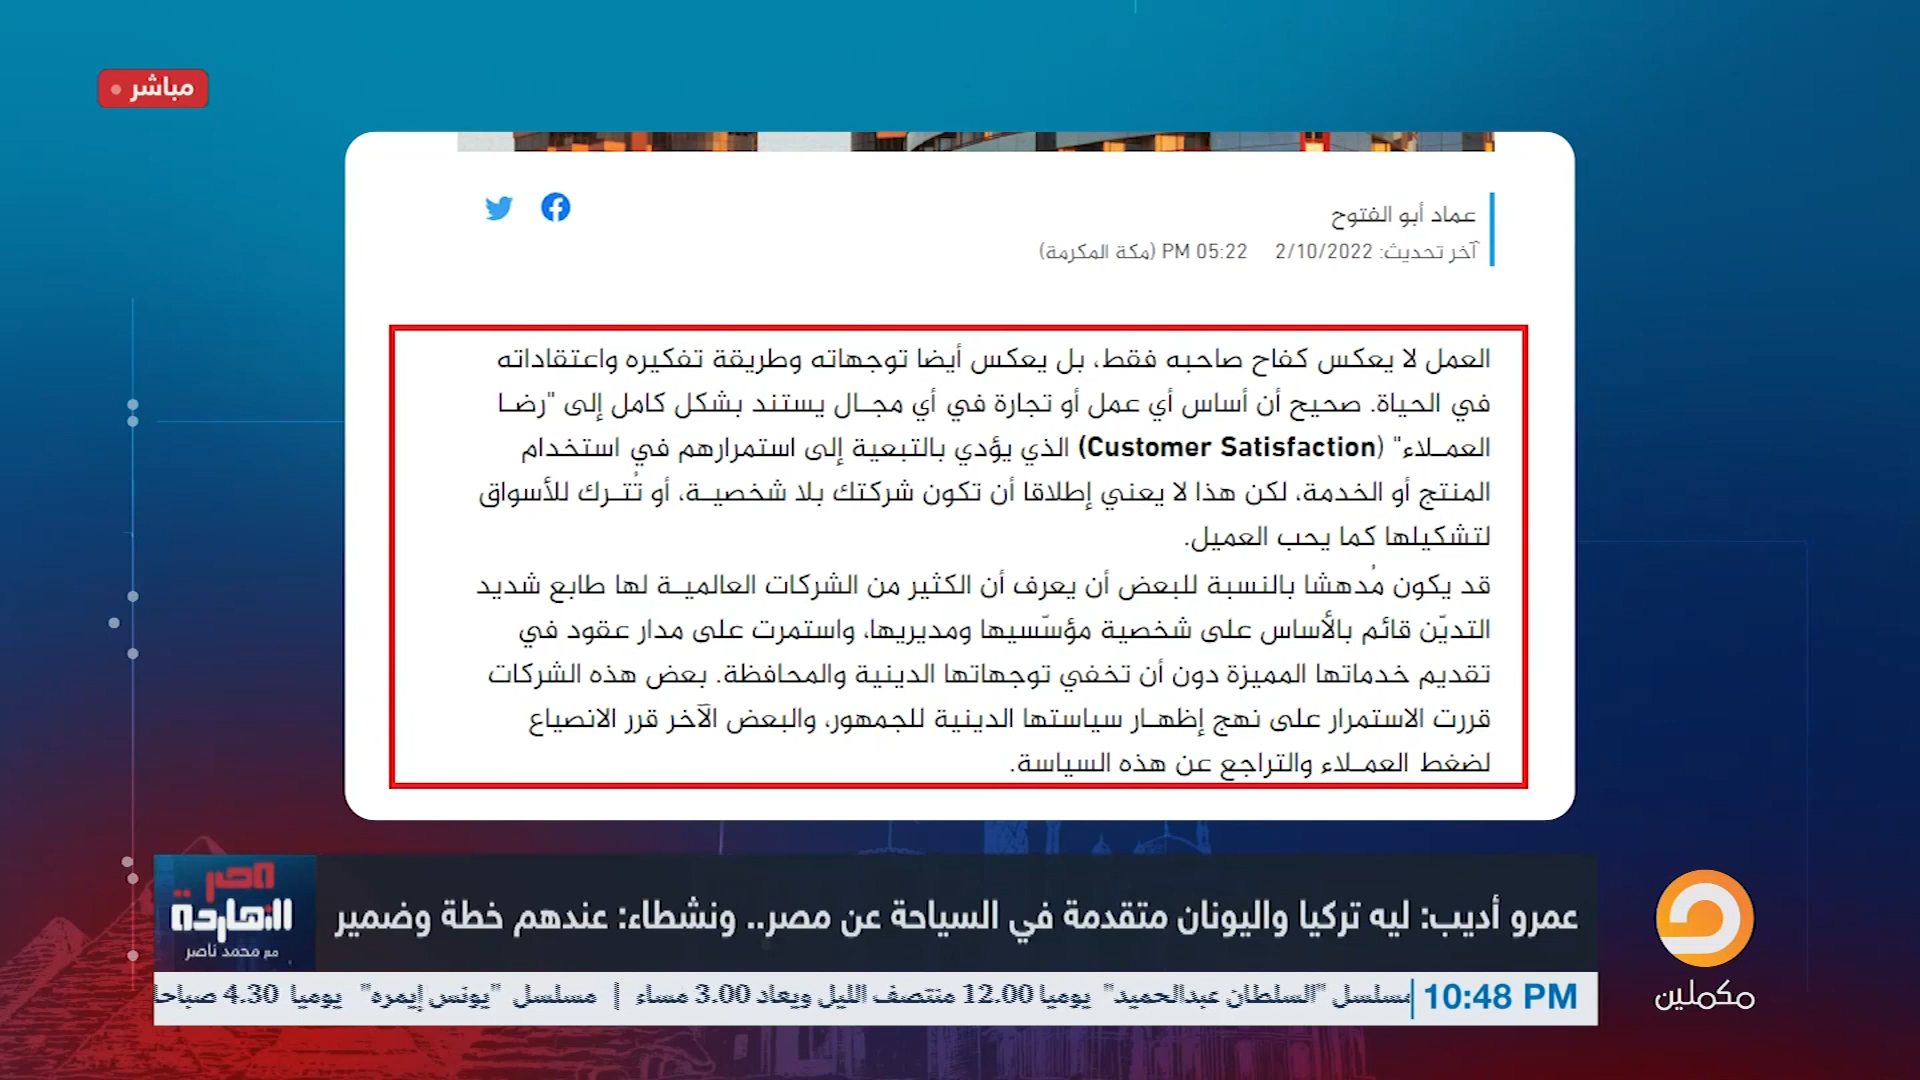 مباشر
عماد أبو الفتوح
آخر تحديث: 2/10/2022 05:22 PM (مكة المكرمة)
العمل لا يعكس كفاح صاحبه فقط، بل يعكس أيضا توجهاته وطريقة تفكيره واعتقاداته
في الحياة. صحيح أن أساس أي عمل أو تجارة في أي مجـال يستند بشكل كامل إلى "رضـا
العمـلاء" (Customer Satisfaction) الذي يؤدي بالتبعية إلى استمرارهم في استخدام
المنتج أو الخدمة، لكن هذا لا يعني إطلاقا أن تكون شركتك بلا شخصيـة، أو تُتـرك للأسواق
لتشكيلها كما يحب العميل.
قد يكون مُدهشا بالنسبة للبعض أن يعرف أن الكثير من الشركات العالميـة لها طابع شديد
التديّن قائم بالأساس على شخصية مؤسّسيها ومديريها، واستمرت على مدار عقود في
تقديم خدماتها المميزة دون أن تخفي توجهاتها الدينية والمحافظة. بعض هذه الشركات
قررت الاستمرار على نهج إظهـار سياستها الدينية للجمهور، والبعض الآخر قرر الانصياع
لضغط العمـلاء والتراجع عن هذه السياسة.
عمرو أديب: ليه تركيا واليونان متقدمة في السياحة عن مصر.. ونشطاء: عندهم خطة وضمير
مصر
النهاردة
مع محمد ناصر
10:48 PM
مسلسل "السلطان عبدالحميد" يوميا 12.00 منتصف الليل ويعاد 3.00 مساء | مسلسل "يونس إيمره" يوميا 4.30 صباحا
مكملين